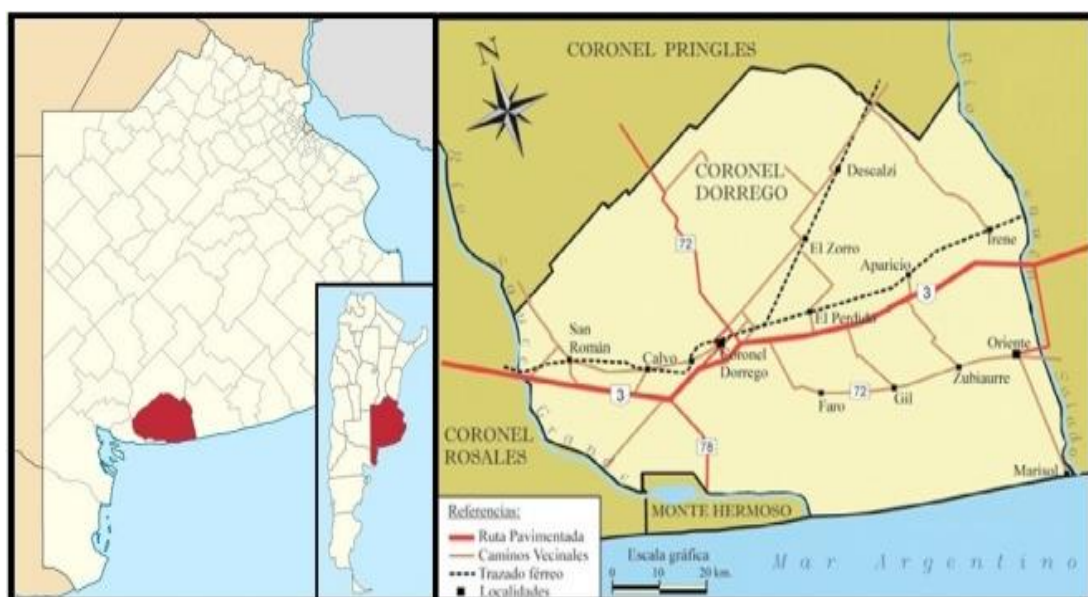 N
CORONEL PRINGLES
CORONEL
DORREGO
Descalzi
72
El Zorro
Irene
Aparicio
3
El Perdido
San
Román
Calvo
Coronel
Dorrego
Oriente
Zubiaurre
3
Faro
72
Gil
Grande
CORONEL
ROSALES
78
Salado
Marisol
MONTE HERMOSO
Referencias:
Ruta Pavimentada
Caminos Vecinales
Trazado férreo
Localidades
Escala gráfica
0 10 20 km.
Mar Argentino